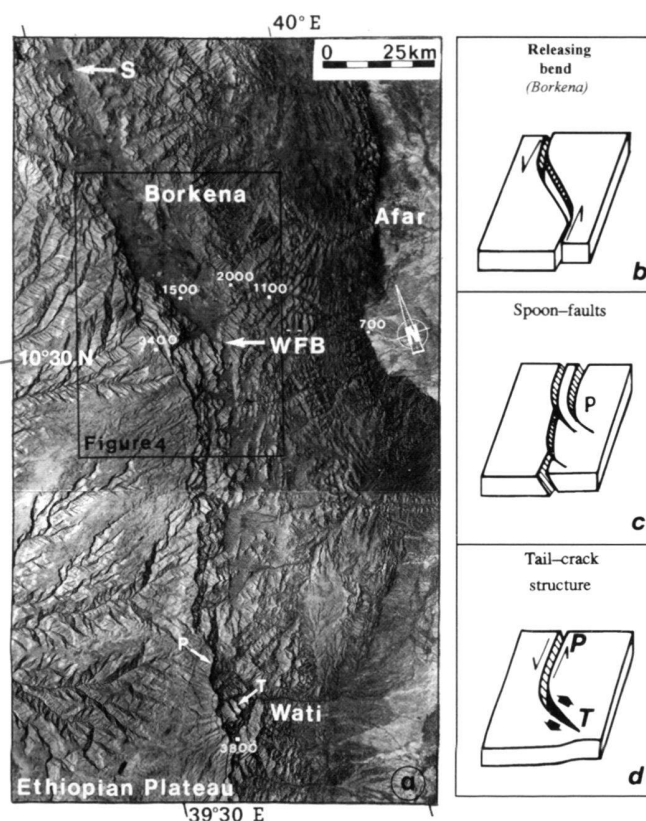 40° E
0 25km
S
Borkena
Afar
1500
2000
1100
700
N
WFB
10°30 N
3400
Figure 4
P
T
Wati
3800
Ethiopian Plateau
a
39°30 E
Releasing
bend
(Borkena)
b
Spoon–faults
P
c
Tail–crack
structure
P
T
d